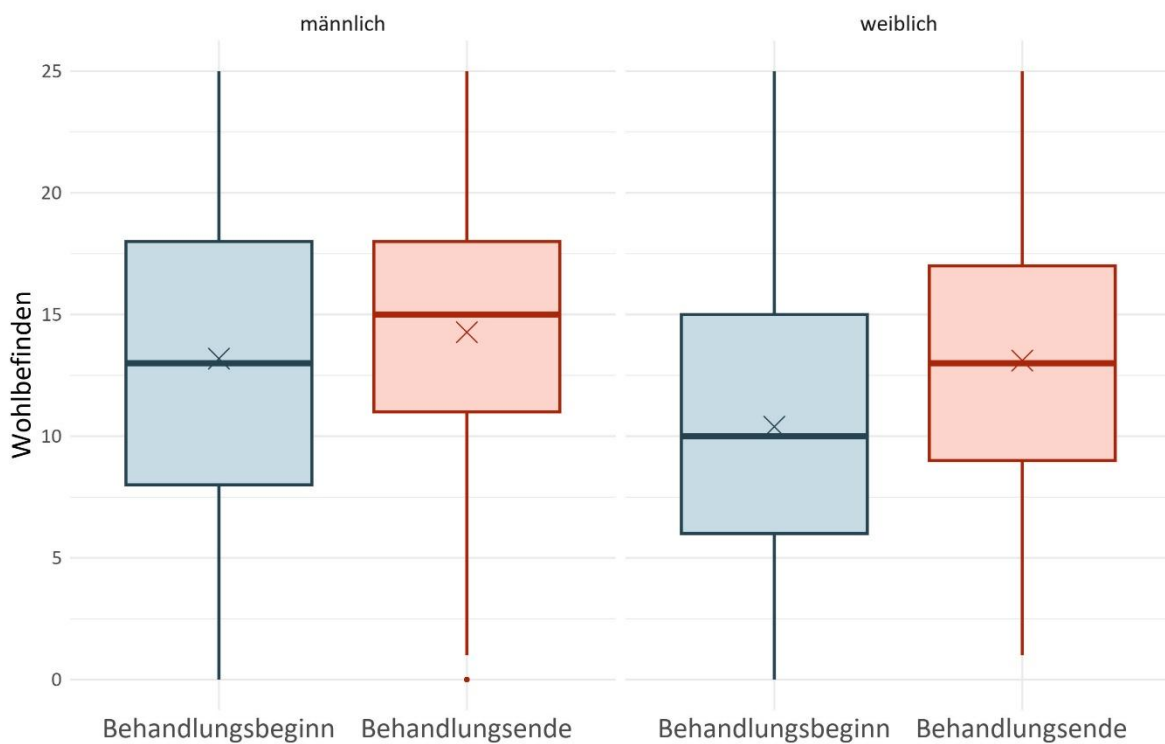 männlich
weiblich
Wohlbefinden
25
20
15
10
5
0
Behandlungsbeginn
Behandlungsende
Behandlungsbeginn
Behandlungsende